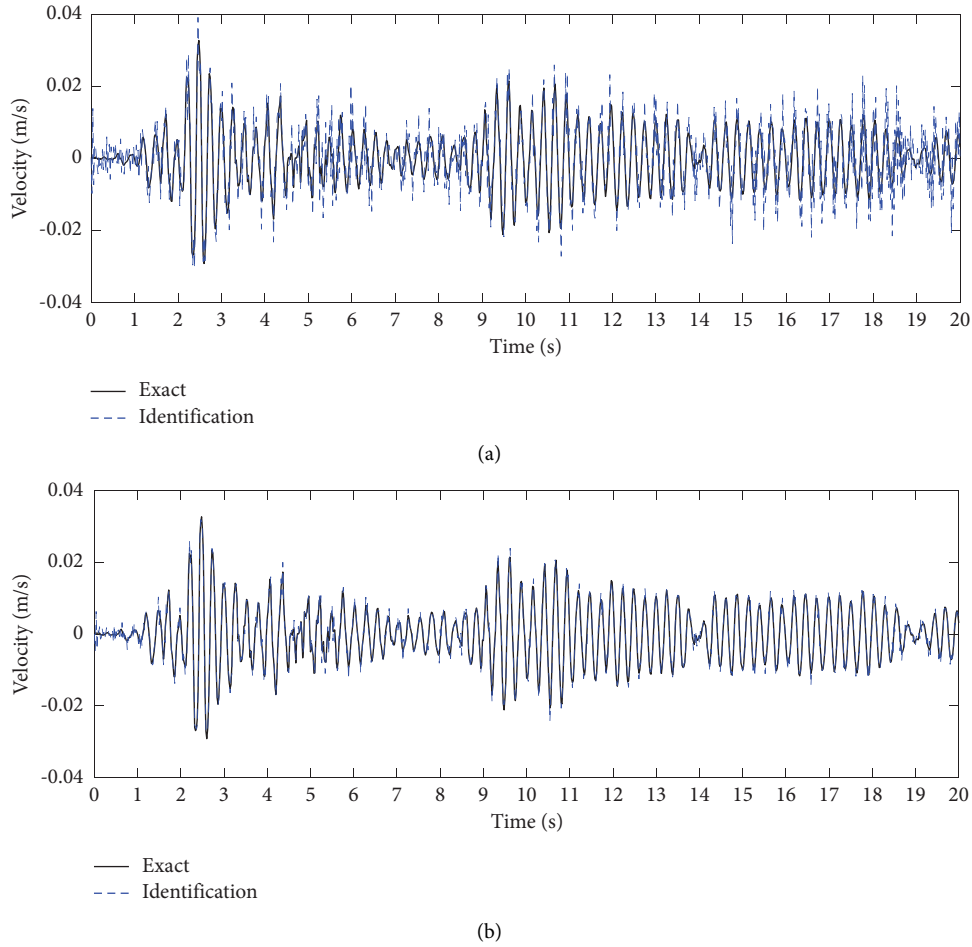 0.04
0.02
0
-0.02
-0.04
Velocity (m/s)
0 1 2 3 4 5 6 7 8 9 10 11 12 13 14 15 16 17 18 19 20
Time (s)
Exact
Identification
(a)
0.04
0.02
0
-0.02
-0.04
Velocity (m/s)
0 1 2 3 4 5 6 7 8 9 10 11 12 13 14 15 16 17 18 19 20
Time (s)
Exact
Identification
(b)